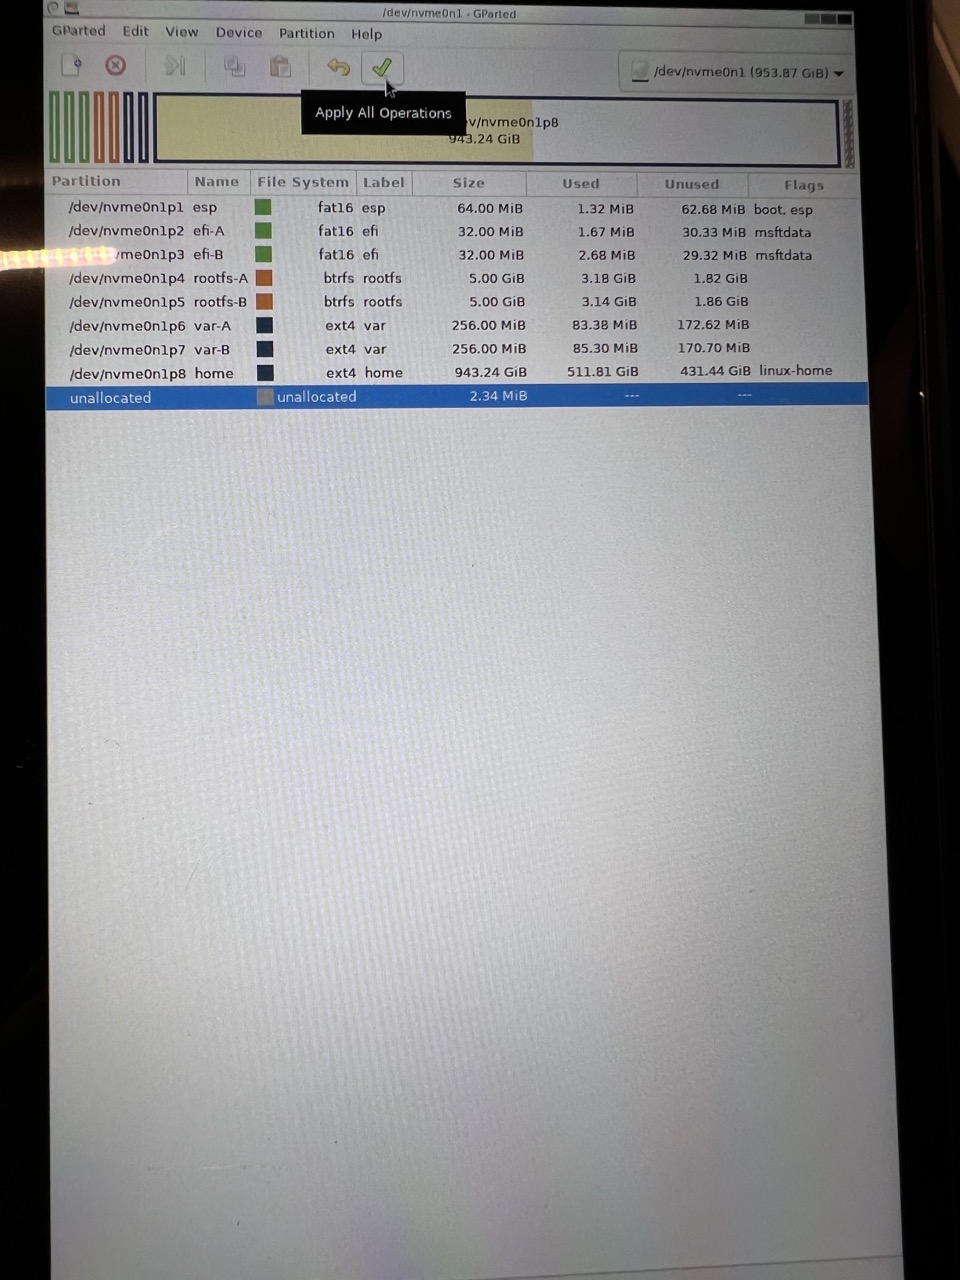 /dev/nvme0n1 - GParted
GParted Edit View Device Partition Help
/dev/nvme0n1 (953.87 GiB)
Apply All Operations
v/nvme0n1p8
943.24 GiB
Partition Name File System Label Size Used Unused Flags
/dev/nvme0n1p1 esp fat16 esp 64.00 MiB 1.32 MiB 62.68 MiB boot, esp
/dev/nvme0n1p2 efi-A fat16 efi 32.00 MiB 1.67 MiB 30.33 MiB msftdata
vme0n1p3 efi-B fat16 efi 32.00 MiB 2.68 MiB 29.32 MiB msftdata
/dev/nvme0n1p4 rootfs-A btrfs rootfs 5.00 GiB 3.18 GiB 1.82 GiB
/dev/nvme0n1p5 rootfs-B btrfs rootfs 5.00 GiB 3.14 GiB 1.86 GiB
/dev/nvme0n1p6 var-A ext4 var 256.00 MiB 83.38 MiB 172.62 MiB
/dev/nvme0n1p7 var-B ext4 var 256.00 MiB 85.30 MiB 170.70 MiB
/dev/nvme0n1p8 home ext4 home 943.24 GiB 511.81 GiB 431.44 GiB linux-home
unallocated unallocated 2.34 MiB --- ---